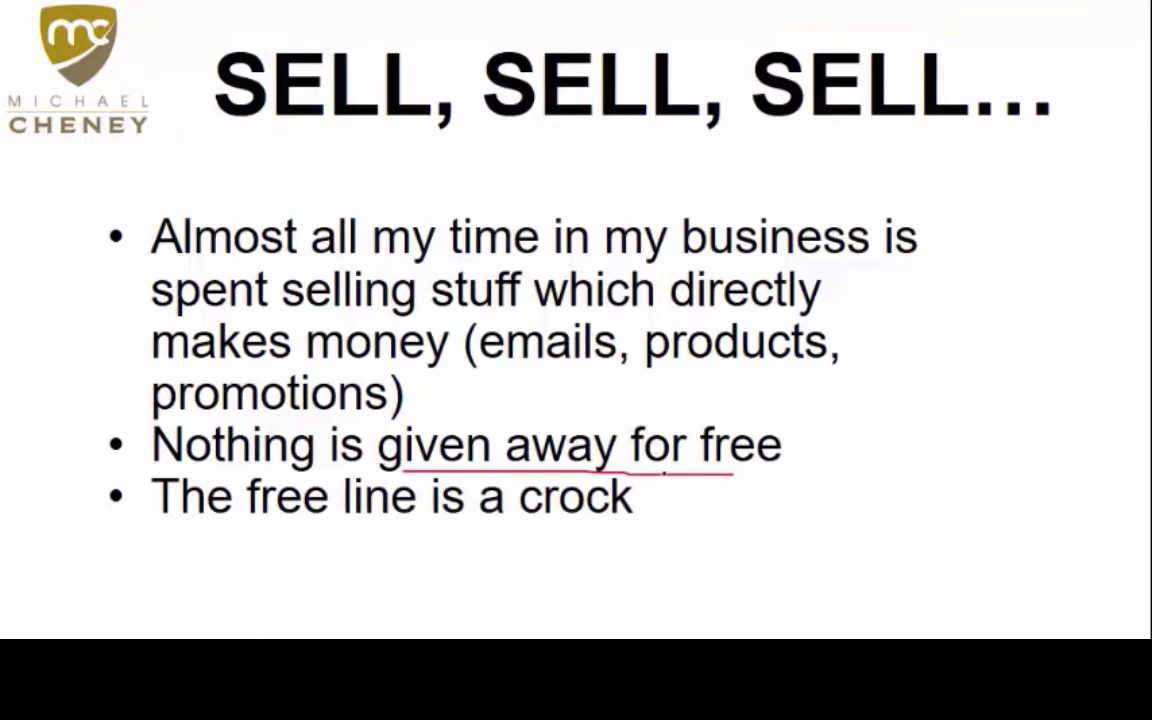 mc
MICHAEL
CHENEY
SELL, SELL, SELL…
• Almost all my time in my business is
spent selling stuff which directly
makes money (emails, products,
promotions)
• Nothing is given away for free
• The free line is a crock